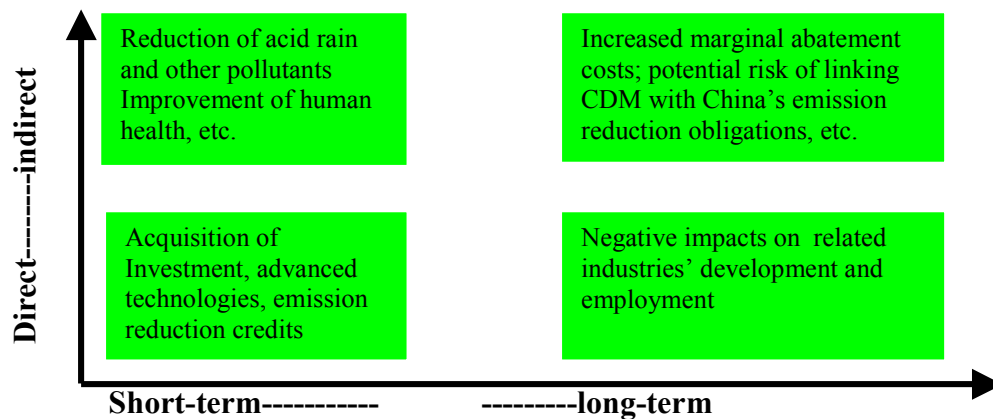 Reduction of acid rain
and other pollutants
Improvement of human
health, etc.
Increased marginal abatement
costs; potential risk of linking
CDM with China’s emission
reduction obligations, etc.
Direct--------indirect
Acquisition of
Investment, advanced
technologies, emission
reduction credits
Negative impacts on  related
industries’ development and
employment
Short-term-----------          ---------long-term